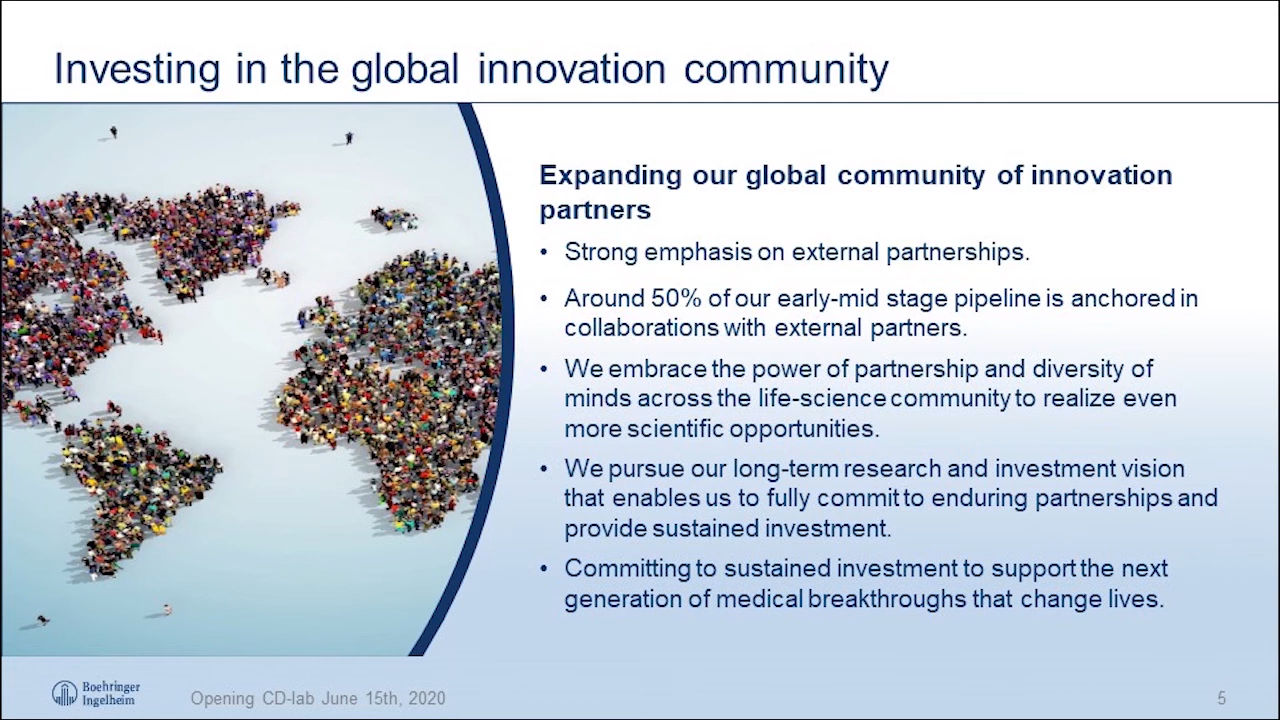 Investing in the global innovation community
Expanding our global community of innovation
partners
• Strong emphasis on external partnerships.
• Around 50% of our early-mid stage pipeline is anchored in
collaborations with external partners.
• We embrace the power of partnership and diversity of
minds across the life-science community to realize even
more scientific opportunities.
• We pursue our long-term research and investment vision
that enables us to fully commit to enduring partnerships and
provide sustained investment.
• Committing to sustained investment to support the next
generation of medical breakthroughs that change lives.
Boehringer
Ingelheim
Opening CD-lab June 15th, 2020
5